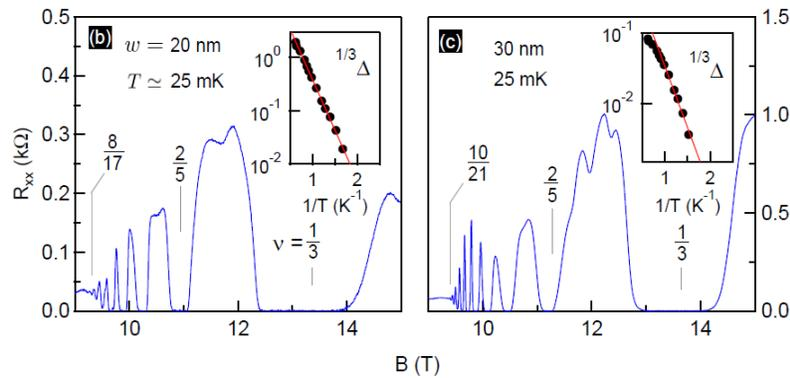 (b) w = 20 nm
T ≃ 25 mK
8/17
2/5
ν = 1/3
1/3Δ
10^0
10^-1
10^-2
1 2
1/T (K^-1)
0.5
0.4
0.3
0.2
0.1
0.0
R_xx (kΩ)
10 12 14
(c) 30 nm
25 mK
10/21
2/5
1/3
1/3Δ
10^-1
10^-2
1 2
1/T (K^-1)
1.5
1.0
0.5
0.0
10 12 14
B (T)